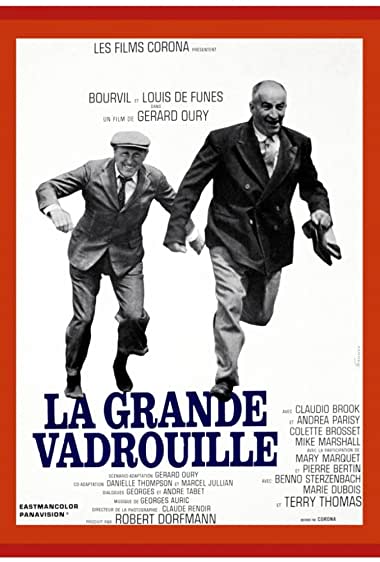 LES FILMS CORONA PRÉSENTENT
BOURVIL ET LOUIS DE FUNES
DANS
UN FILM DE GERARD OURY
LA GRANDE
VADROUILLE
AVEC CLAUDIO BROOK
ET ANDREA PARISY
COLETTE BROSSET
MIKE MARSHALL
AVEC LA PARTICIPATION DE
MARY MARQUET
ET PIERRE BERTIN
AVEC BENNO STERZENBACH
MARIE DUBOIS
ET TERRY THOMAS
SCENARIO-ADAPTATION GERARD OURY
CO-ADAPTATION DANIELLE THOMPSON ET MARCEL JULLIAN
DIALOGUES GEORGES ET ANDRE TABET
MUSIQUE DE GEORGES AURIC
DIRECTEUR DE LA PHOTOGRAPHIE CLAUDE RENOIR
PRODUIT PAR ROBERT DORFMANN
EASTMANCOLOR
PANAVISION
CORONA